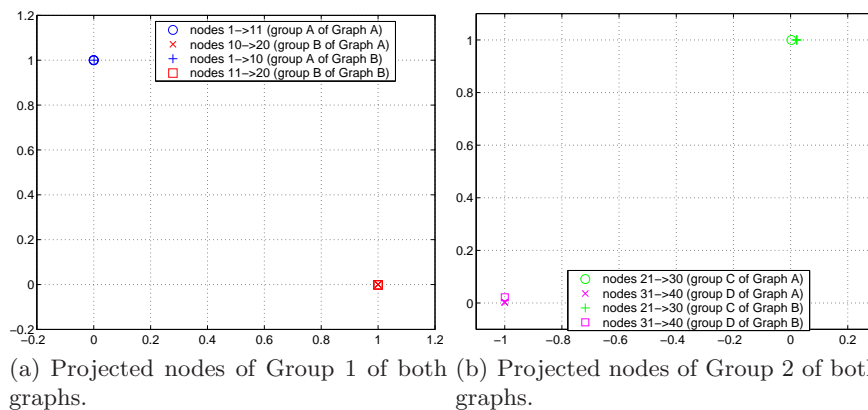 1.2
1
0.8
0.6
0.4
0.2
0
−0.2
−0.2 0 0.2 0.4 0.6 0.8 1 1.2
nodes 1−>11 (group A of Graph A)
nodes 10−>20 (group B of Graph A)
nodes 1−>10 (group A of Graph B)
nodes 11−>20 (group B of Graph B)
(a) Projected nodes of Group 1 of both
graphs.
1
0.8
0.6
0.4
0.2
0
−1 −0.8 −0.6 −0.4 −0.2 0 0.2
nodes 21−>30 (group C of Graph A)
nodes 31−>40 (group D of Graph A)
nodes 21−>30 (group C of Graph B)
nodes 31−>40 (group D of Graph B)
(b) Projected nodes of Group 2 of both
graphs.